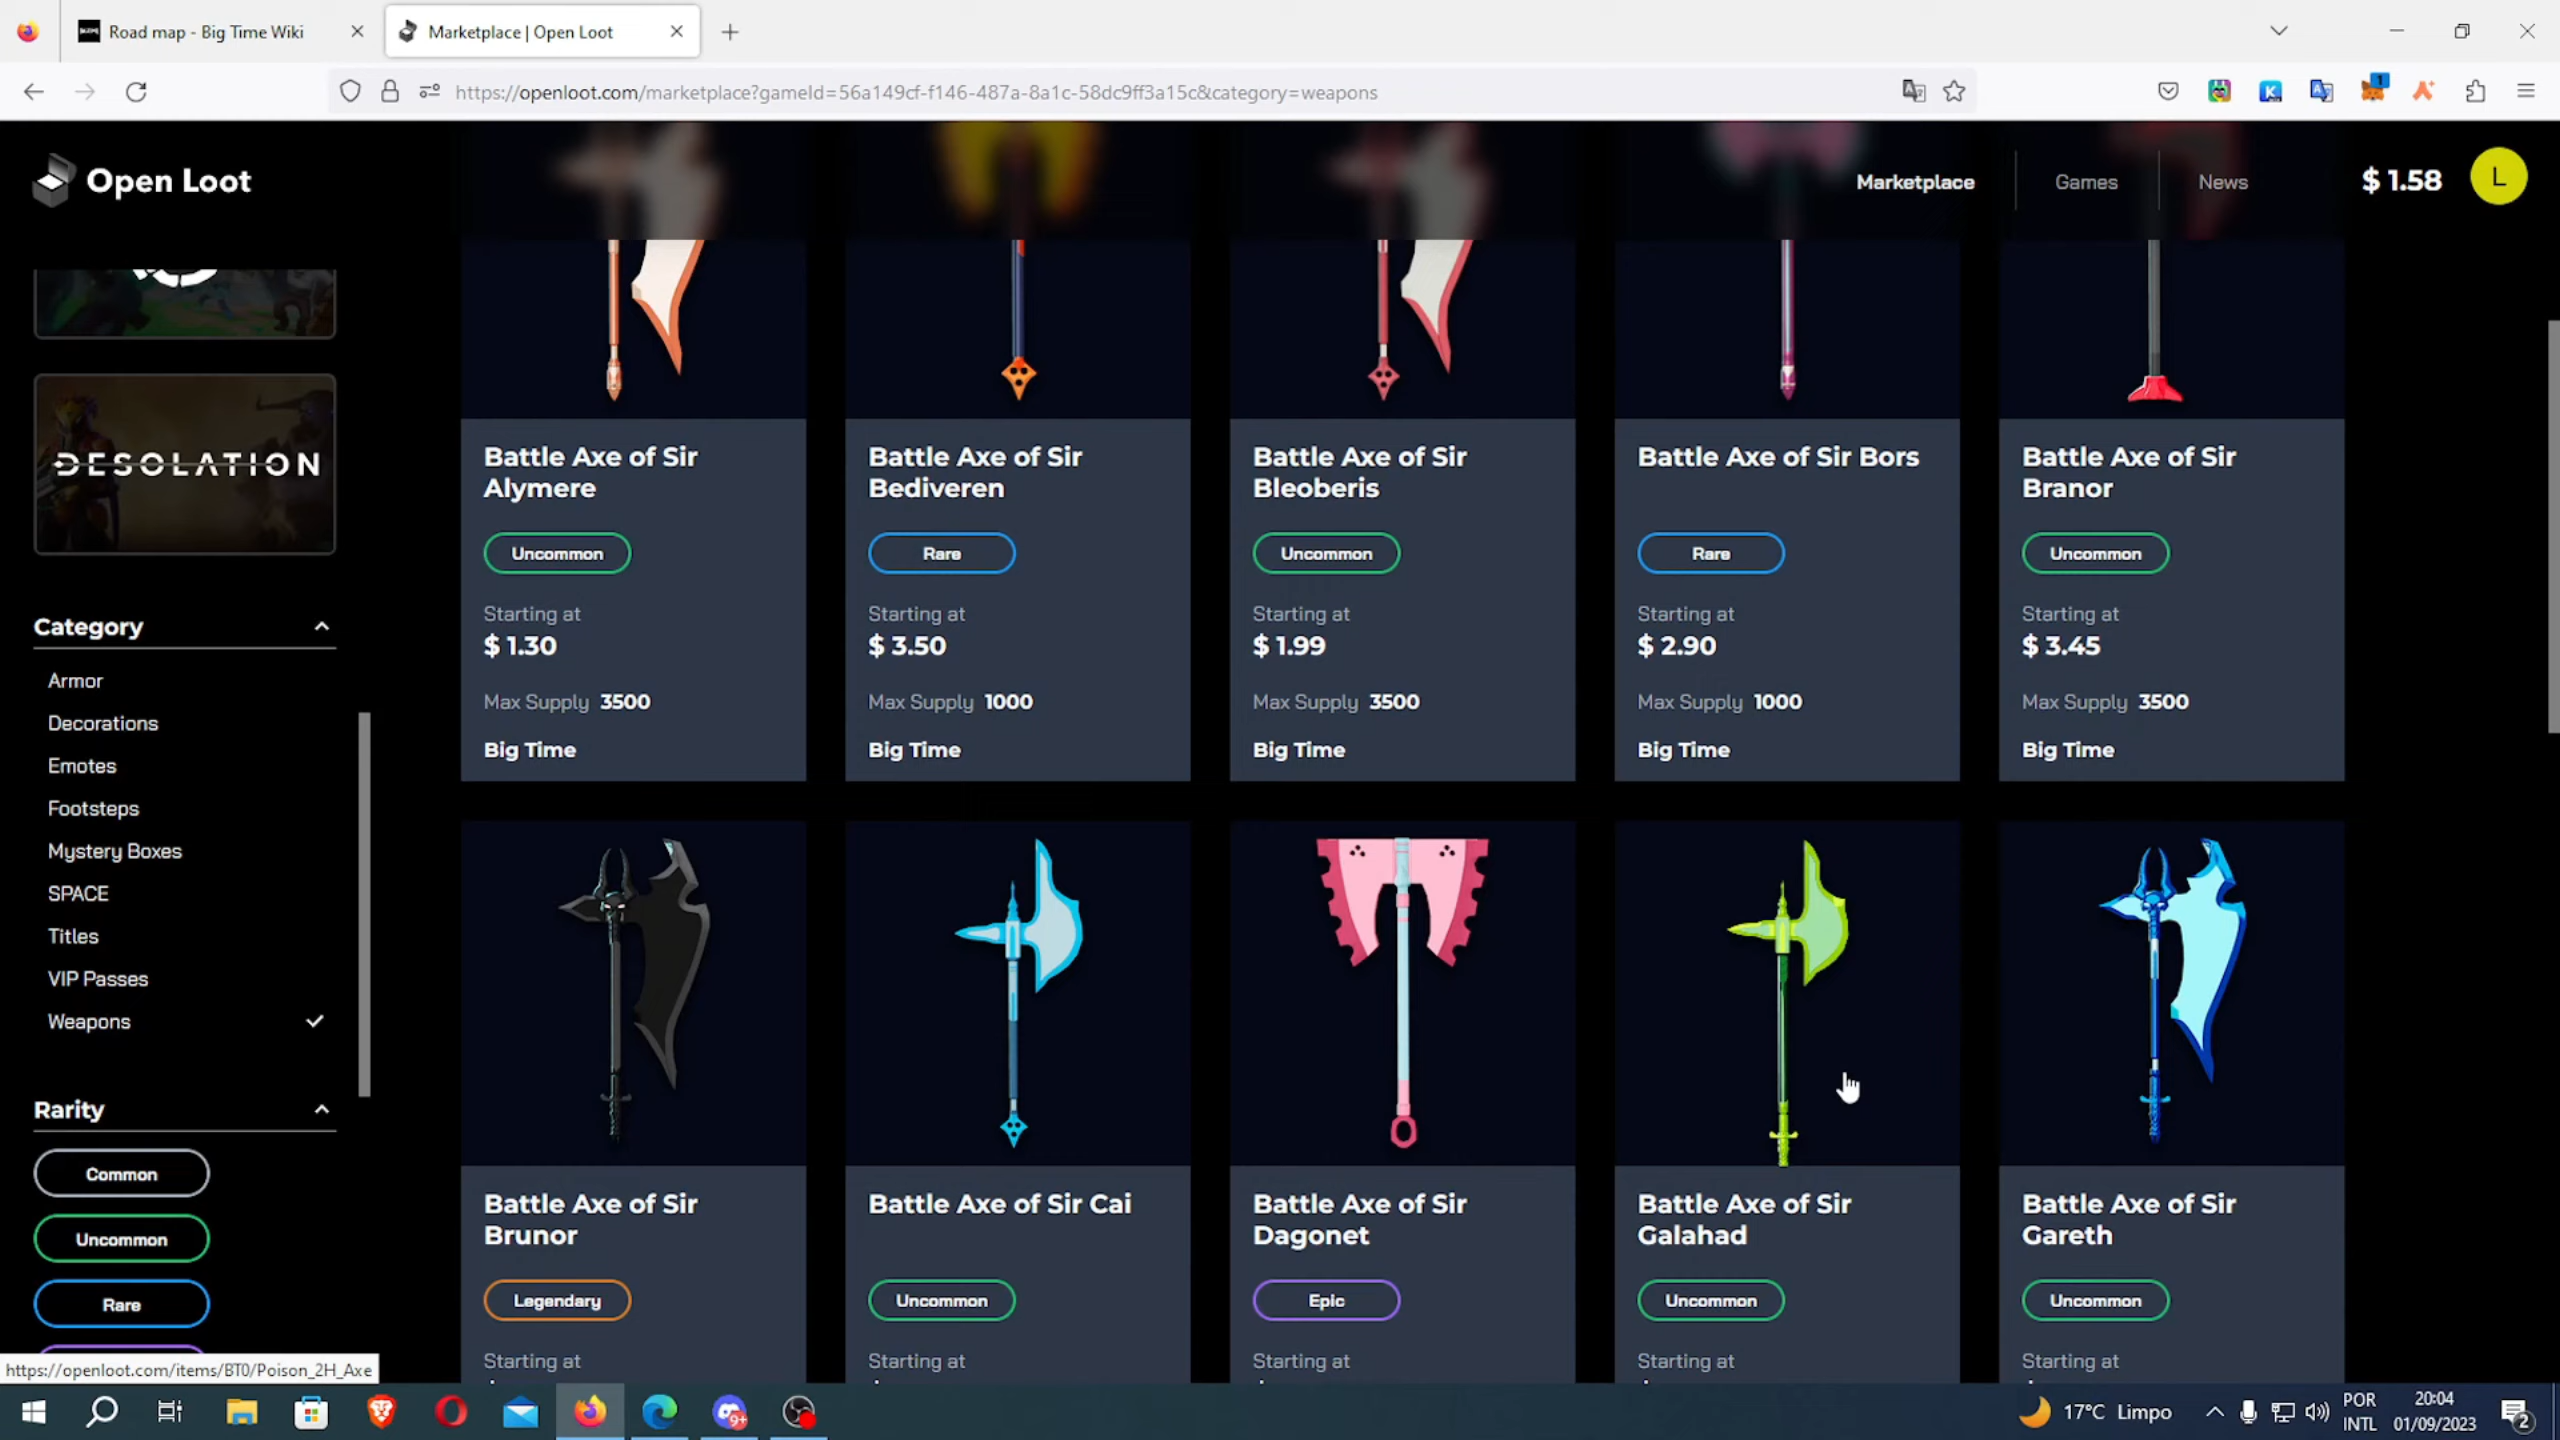 Road map - Big Time Wiki
Marketplace | Open Loot
https://openloot.com/marketplace?gameId=56a149cf-f146-487a-8a1c-58dc9ff3a15c&category=weapons
1
Open Loot
Marketplace
Games
News
$ 1.58
L
DESOLATION
Category
Armor
Decorations
Emotes
Footsteps
Mystery Boxes
SPACE
Titles
VIP Passes
Weapons
Rarity
Common
Uncommon
Rare
Battle Axe of Sir
Alymere
Uncommon
Starting at
$ 1.30
Max Supply 3500
Big Time
Battle Axe of Sir
Bediveren
Rare
Starting at
$ 3.50
Max Supply 1000
Big Time
Battle Axe of Sir
Bleoberis
Uncommon
Starting at
$ 1.99
Max Supply 3500
Big Time
Battle Axe of Sir Bors
Rare
Starting at
$ 2.90
Max Supply 1000
Big Time
Battle Axe of Sir
Branor
Uncommon
Starting at
$ 3.45
Max Supply 3500
Big Time
Battle Axe of Sir
Brunor
Legendary
Starting at
Battle Axe of Sir Cai
Uncommon
Starting at
Battle Axe of Sir
Dagonet
Epic
Starting at
Battle Axe of Sir
Galahad
Uncommon
Starting at
Battle Axe of Sir
Gareth
Uncommon
Starting at
https://openloot.com/items/BT0/Poison_2H_Axe
9+
17°C Limpo
POR
INTL
20:04
01/09/2023
2